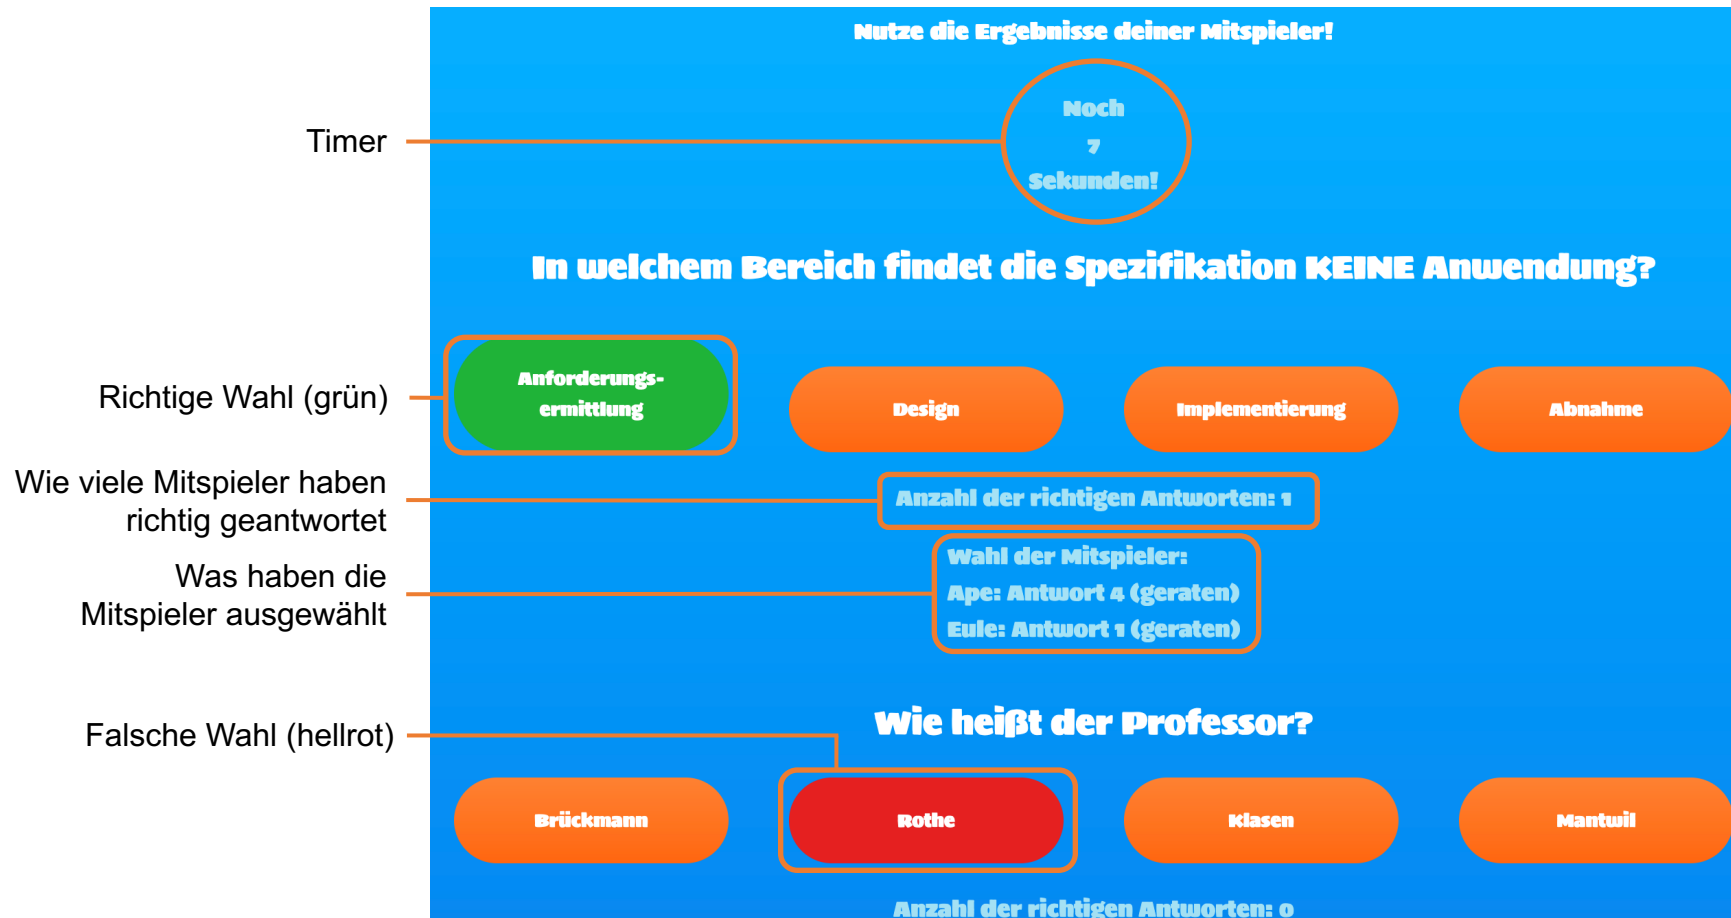 Nutze die Ergebnisse deiner Mitspieler!
Timer
Noch
7
Sekunden!
In welchem Bereich findet die Spezifikation KEINE Anwendung?
Richtige Wahl (grün)
Anforderungs-
ermittlung
Design
Implementierung
Abnahme
Wie viele Mitspieler haben
richtig geantwortet
Anzahl der richtigen Antworten: 1
Was haben die
Mitspieler ausgewählt
Wahl der Mitspieler:
Ape: Antwort 4 (geraten)
Eule: Antwort 1 (geraten)
Falsche Wahl (hellrot)
Wie heißt der Professor?
Brückmann
Rothe
Klasen
Mantwil
Anzahl der richtigen Antworten: 0